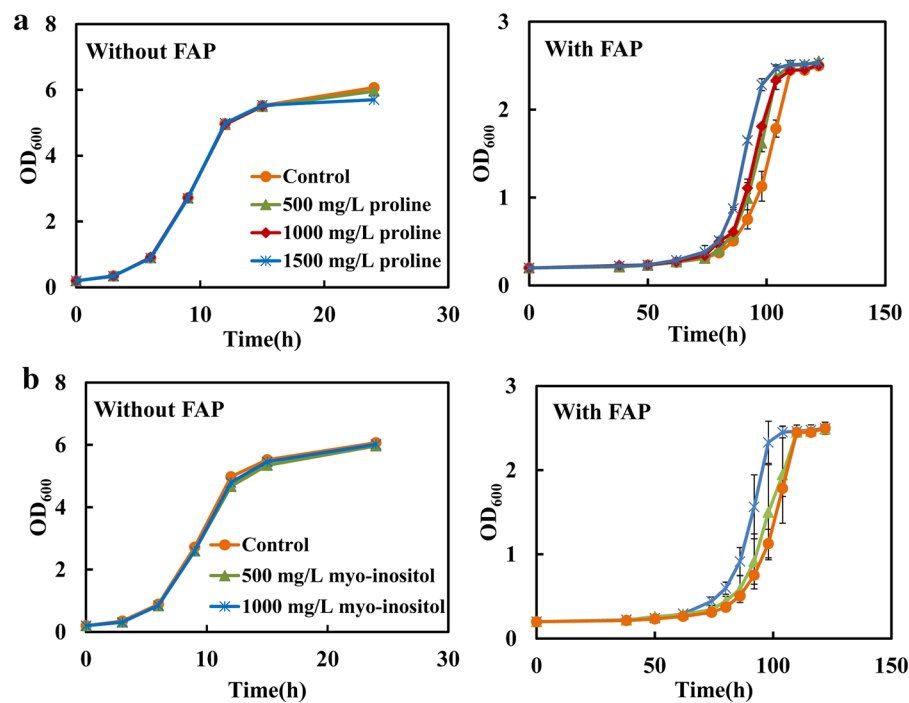 a
Without FAP
8
6
4
2
0
OD600
0
10
20
30
Time(h)
Control
500 mg/L proline
1000 mg/L proline
1500 mg/L proline
With FAP
3
2
1
0
OD600
0
50
100
150
Time(h)
b
Without FAP
8
6
4
2
0
OD600
0
10
20
30
Time(h)
Control
500 mg/L myo-inositol
1000 mg/L myo-inositol
With FAP
3
2
1
0
OD600
0
50
100
150
Time(h)